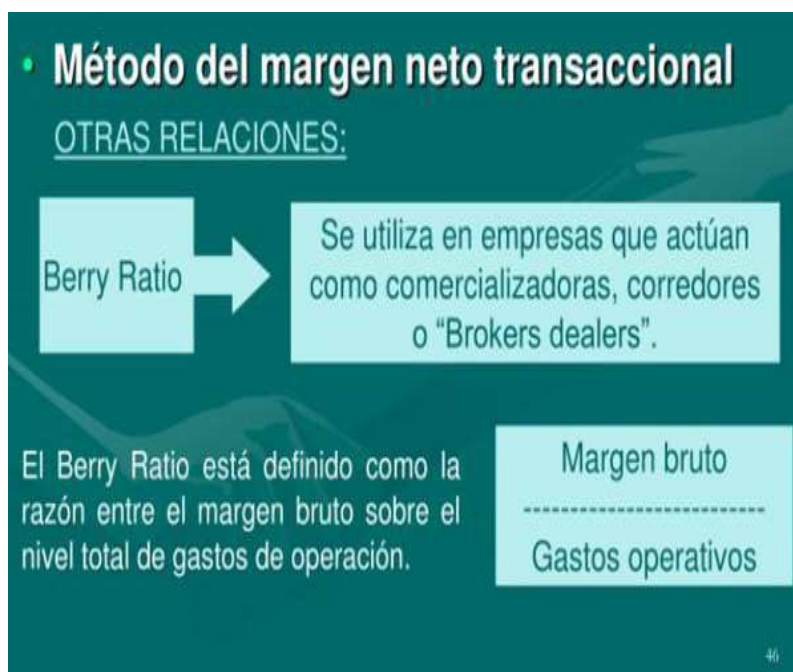 • Método del margen neto transaccional
OTRAS RELACIONES:
Berry Ratio
Se utiliza en empresas que actúan
como comercializadoras, corredores
o “Brokers dealers”.
El Berry Ratio está definido como la
razón entre el margen bruto sobre el
nivel total de gastos de operación.
Margen bruto
--------------------------
Gastos operativos
46